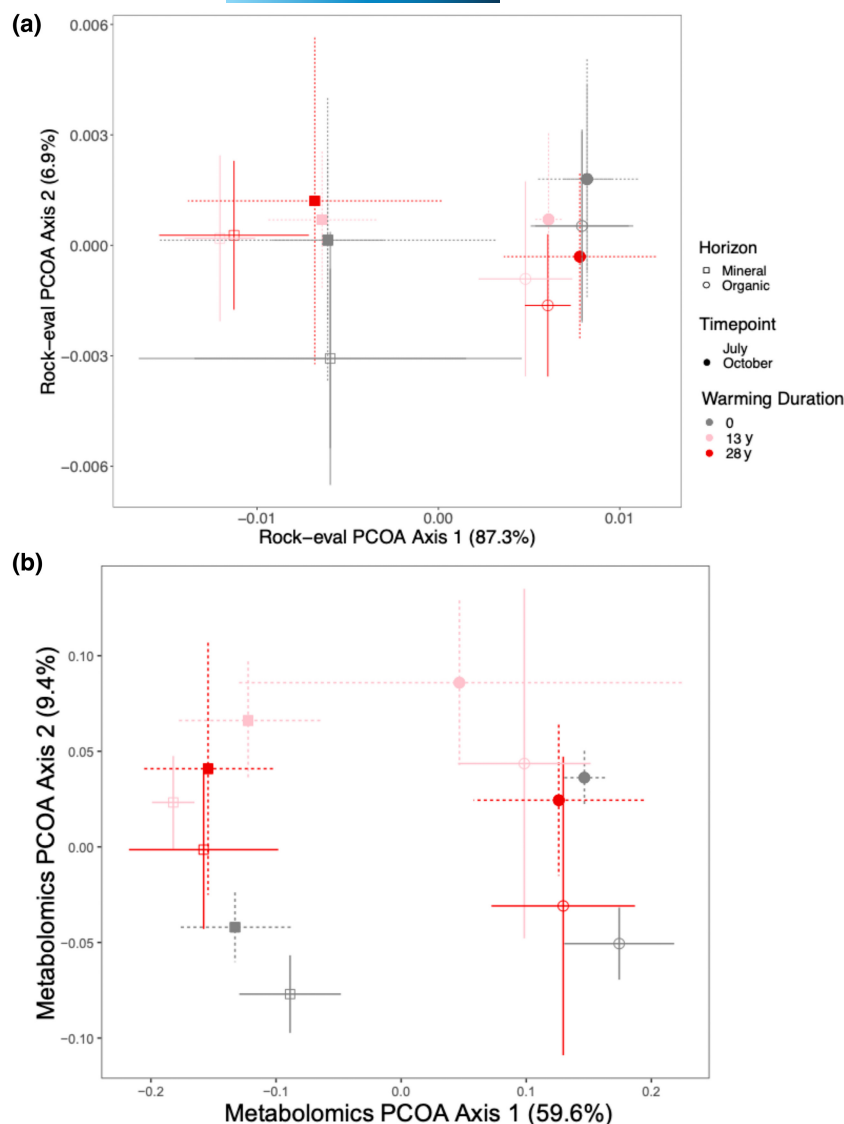 (a)
0.006
0.003
0.000
−0.003
−0.006
Rock−eval PCOA Axis 2 (6.9%)
−0.01
0.00
0.01
Rock−eval PCOA Axis 1 (87.3%)
Horizon
Mineral
Organic
Timepoint
July
October
Warming Duration
0
13 y
28 y
(b)
0.10
0.05
0.00
−0.05
−0.10
Metabolomics PCOA Axis 2 (9.4%)
−0.2
−0.1
0.0
0.1
0.2
Metabolomics PCOA Axis 1 (59.6%)